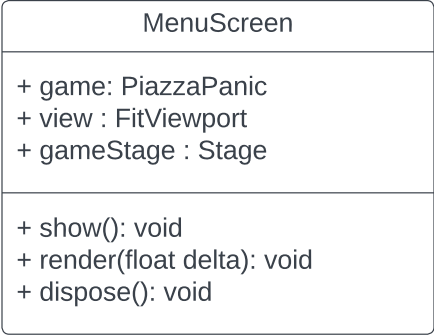 MenuScreen
+ game: PiazzaPanic
+ view : FitViewport
+ gameStage : Stage
+ show(): void
+ render(float delta): void
+ dispose(): void